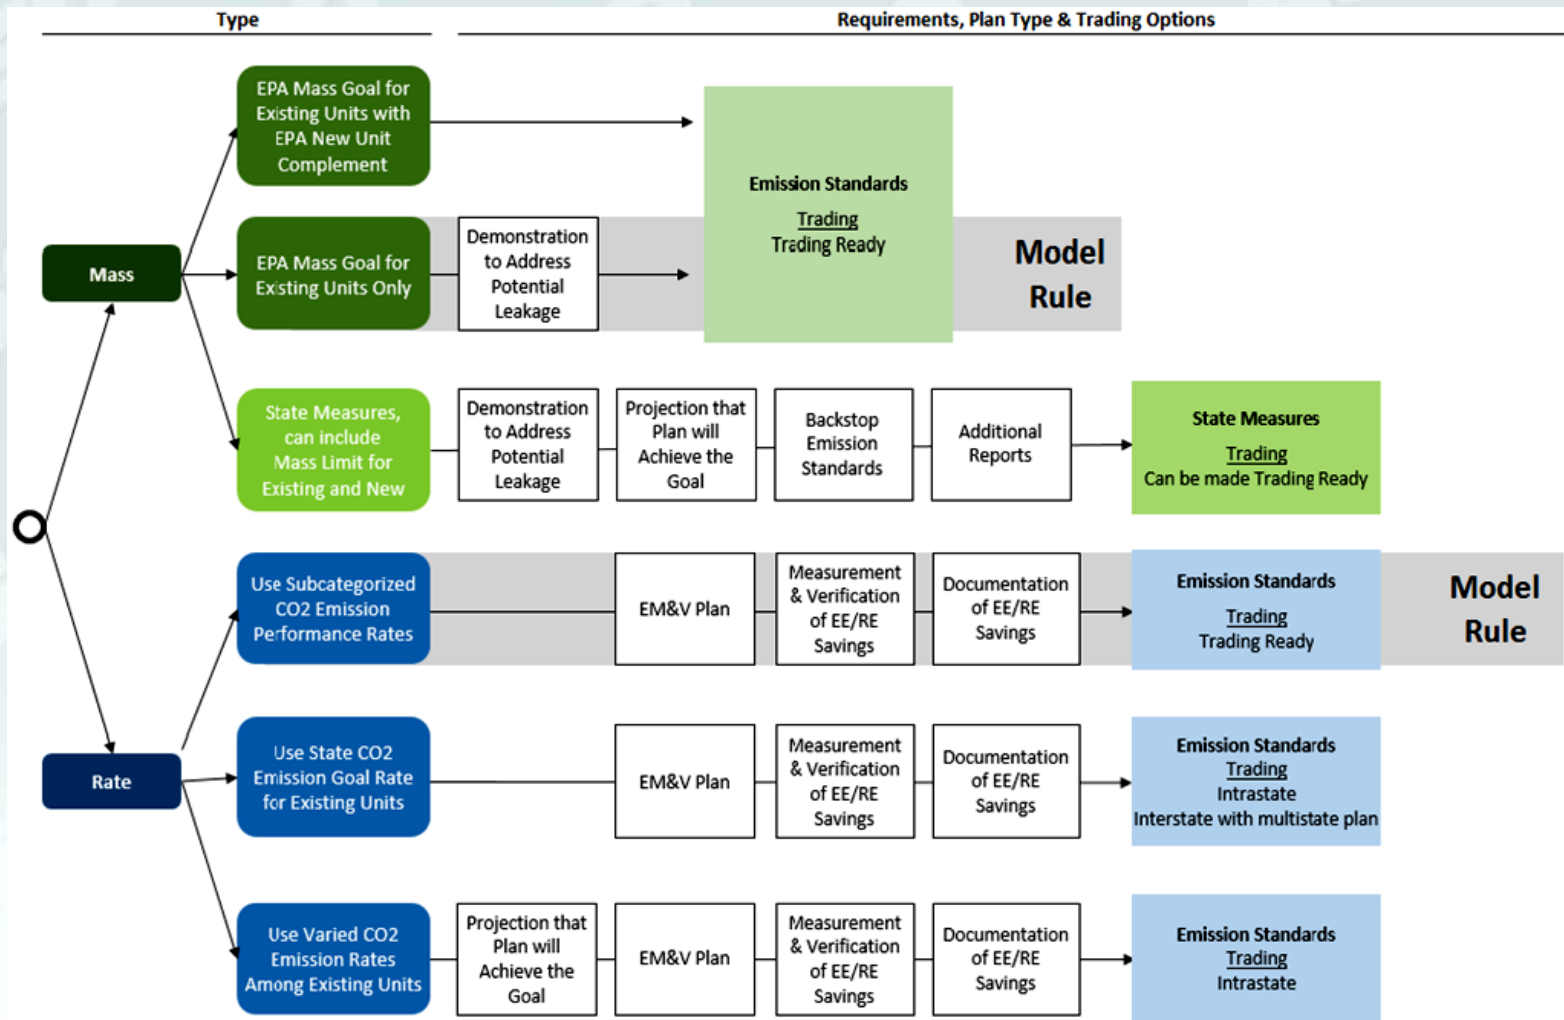 Type
Requirements, Plan Type & Trading Options
EPA Mass Goal for
Existing Units with
EPA New Unit
Complement
Emission Standards
Trading
Trading Ready
Mass
EPA Mass Goal for
Existing Units Only
Demonstration
to Address
Potential
Leakage
Model
Rule
State Measures,
can include
Mass Limit for
Existing and New
Demonstration
to Address
Potential
Leakage
Projection that
Plan will
Achieve the
Goal
Backstop
Emission
Standards
Additional
Reports
State Measures
Trading
Can be made Trading Ready
Use Subcategorized
CO2 Emission
Performance Rates
EM&V Plan
Measurement
& Verification
of EE/RE
Savings
Documentation
of EE/RE
Savings
Emission Standards
Trading
Trading Ready
Model
Rule
Rate
Use State CO2
Emission Goal Rate
for Existing Units
EM&V Plan
Measurement
& Verification
of EE/RE
Savings
Documentation
of EE/RE
Savings
Emission Standards
Trading
Intrastate
Interstate with multistate plan
Use Varied CO2
Emission Rates
Among Existing Units
Projection that
Plan will
Achieve the
Goal
EM&V Plan
Measurement
& Verification
of EE/RE
Savings
Documentation
of EE/RE
Savings
Emission Standards
Trading
Intrastate